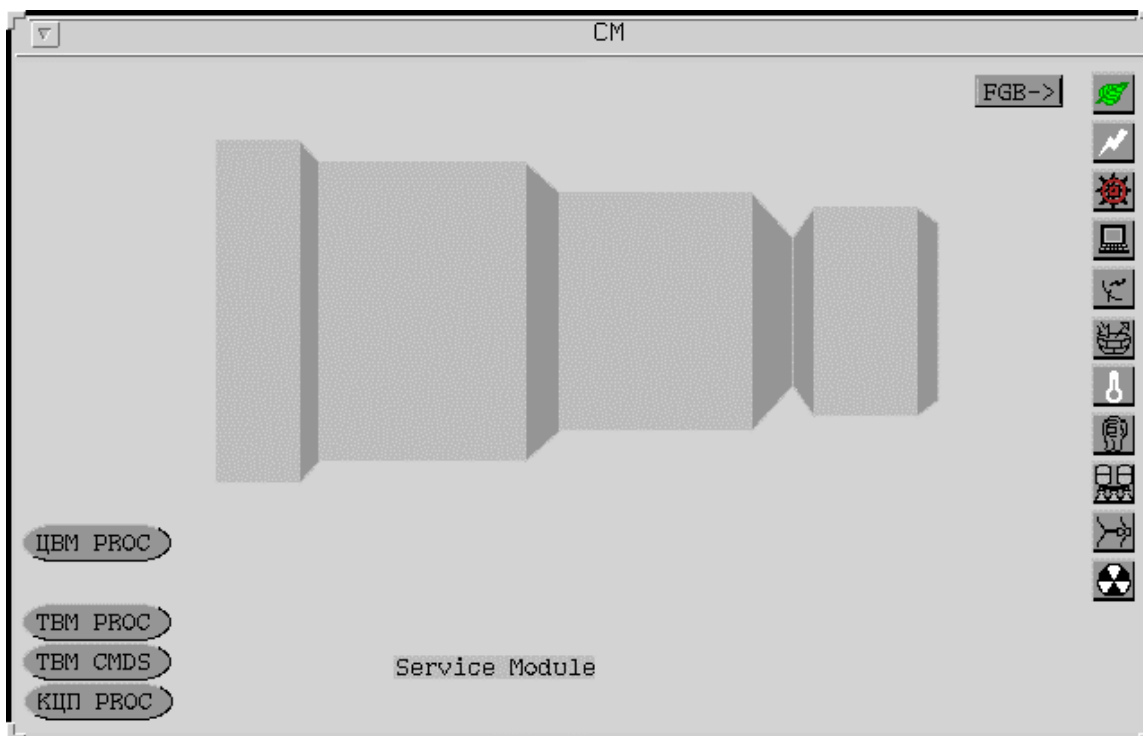 СМ
FGB->
ЦВМ PROC
ТВМ PROC
ТВМ CMDS
КЦП PROC
Service Module